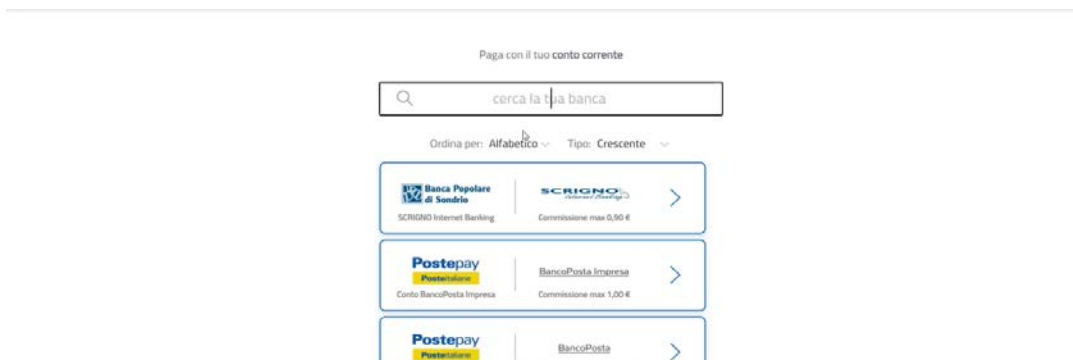 Paga con il tuo conto corrente
cerca la tua banca
Ordina per: Alfabetico Tipo: Crescente
Banca Popolare
di Sondrio
SCRIGNO
Internet Banking
SCRIGNO Internet Banking
Commissione max 0,90 €
Postepay
Posteitaliane
BancoPosta Impresa
Conto BancoPosta Impresa
Commissione max 1,00 €
Postepay
Posteitaliane
BancoPosta